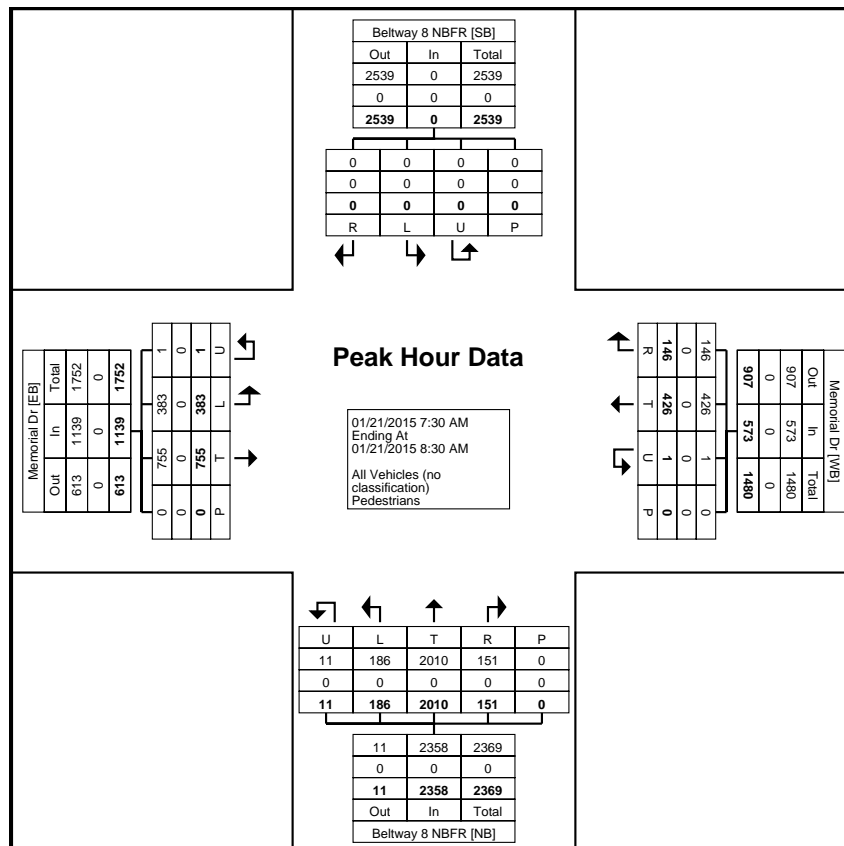 Beltway 8 NBFR [SB]
Out In Total
2539 0 2539
0 0 0
2539 0 2539
0 0 0 0
0 0 0 0
0 0 0 0
R L U P
Memorial Dr [EB]
Total In Out
1752 1139 613
0 0 0
1752 1139 613
1 383 755 0
0 0 0 0
1 383 755 0
U L T P
Peak Hour Data
01/21/2015 7:30 AM
Ending At
01/21/2015 8:30 AM
All Vehicles (no
classification)
Pedestrians
R T U P
146 426 1 0
0 0 0 0
146 426 1 0
907 573 1480
0 0 0
907 573 1480
Out In Total
Memorial Dr [WB]
U L T R P
11 186 2010 151 0
0 0 0 0 0
11 186 2010 151 0
11 2358 2369
0 0 0
11 2358 2369
Out In Total
Beltway 8 NBFR [NB]